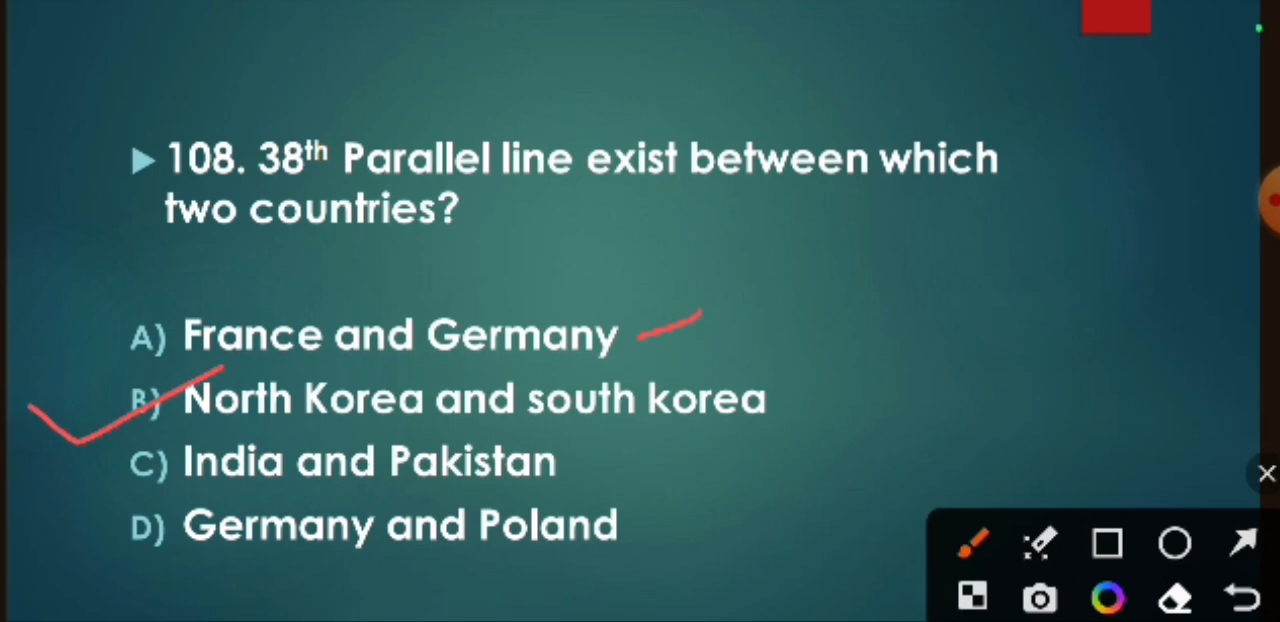 108. 38th Parallel line exist between which
two countries?
A) France and Germany
B) North Korea and south korea
C) India and Pakistan
D) Germany and Poland